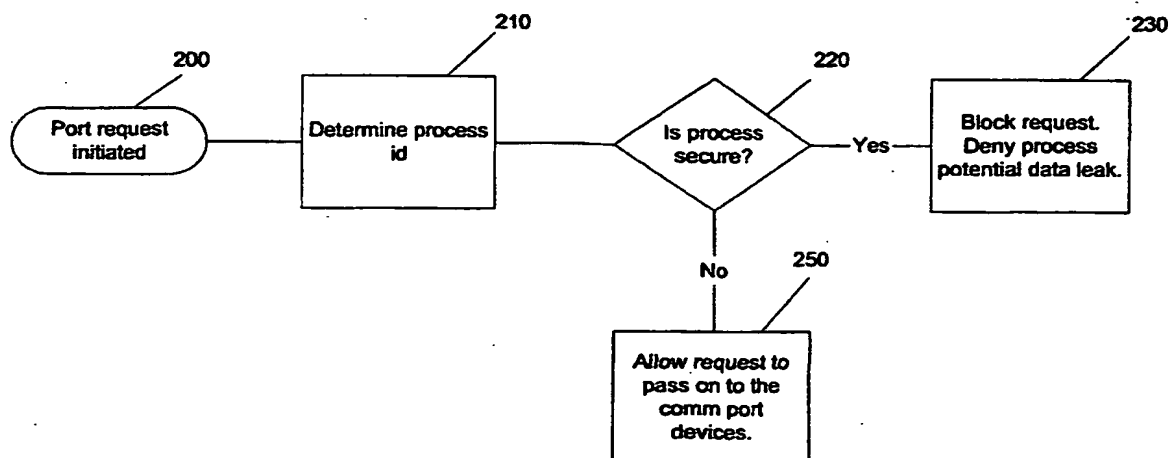 200
Port request
initiated
210
Determine process
id
220
Is process
secure?
Yes
230
Block request.
Deny process
potential data leak.
No
250
Allow request to
pass on to the
comm port
devices.